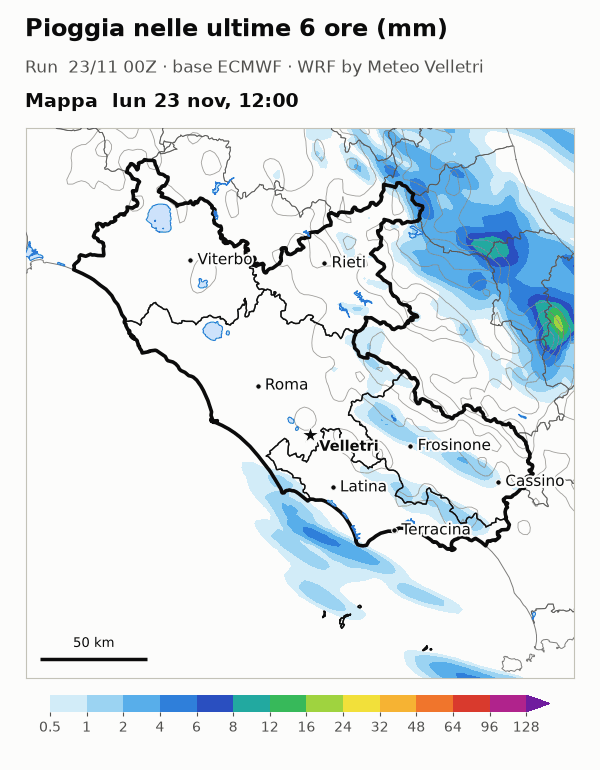 Pioggia nelle ultime 6 ore (mm)
Run  23/11 00Z · base ECMWF · WRF by Meteo Velletri
Mappa  lun 23 nov, 12:00
Viterbo
Rieti
Roma
Velletri
Frosinone
Latina
Cassino
Terracina
50 km
0.5 1 2 4 6 8 12 16 24 32 48 64 96 128